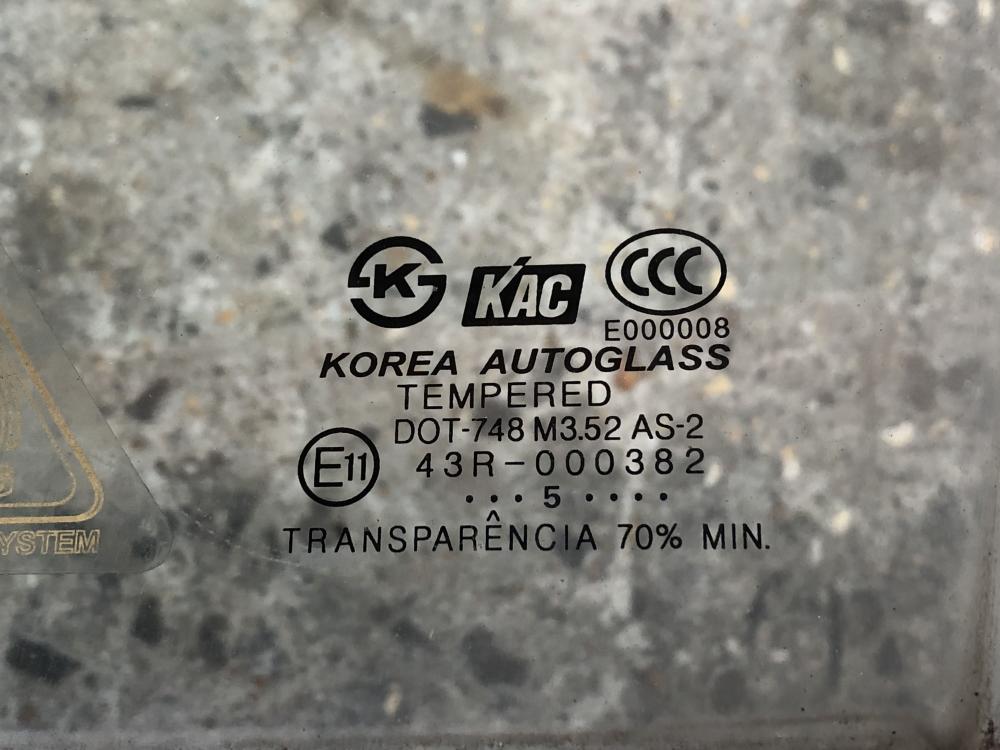 K KAC CCC
E000008
KOREA AUTOGLASS
TEMPERED
DOT-748 M3.52 AS-2
E11 43R-000382
...5....
TRANSPARÊNCIA 70% MIN.